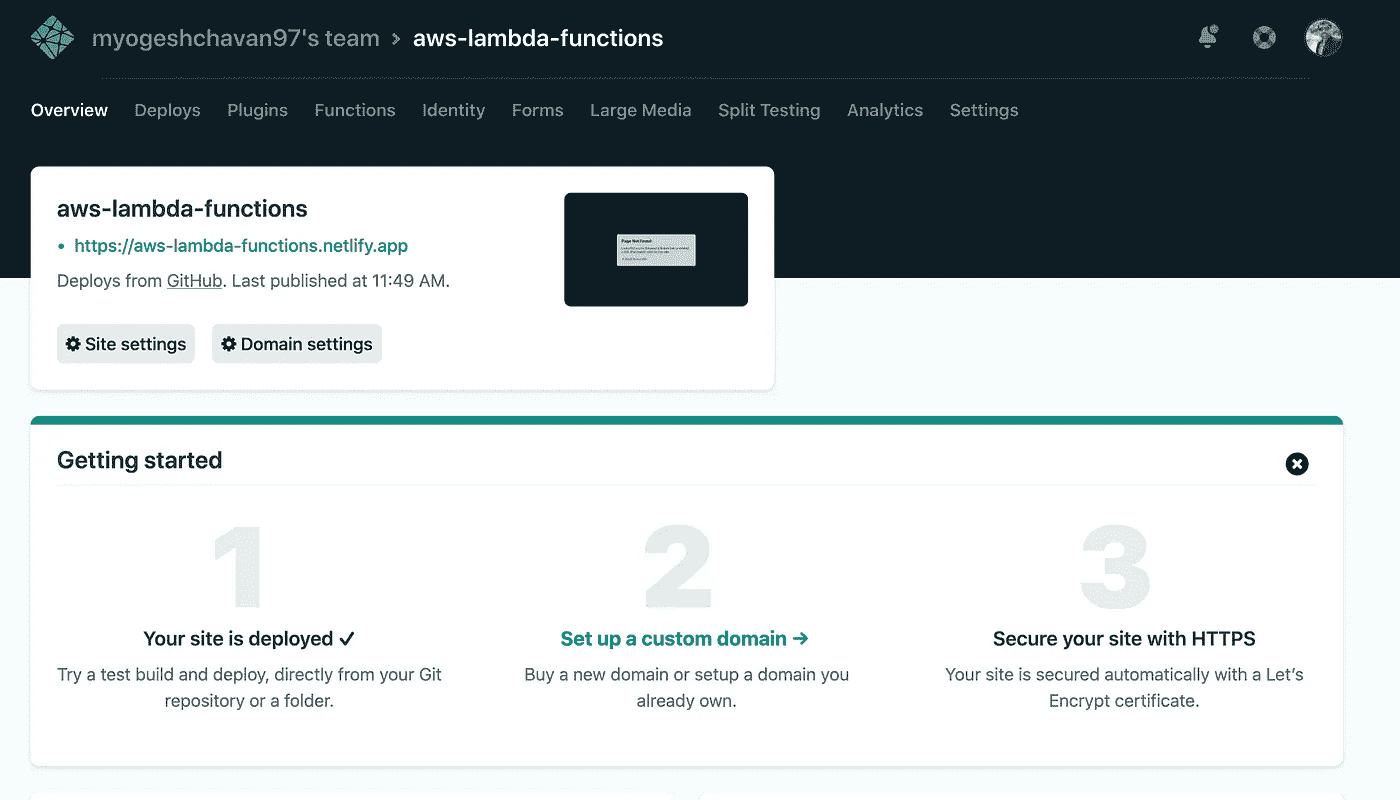 myogeshchavan97's team > aws-lambda-functions
Overview Deploys Plugins Functions Identity Forms Large Media Split Testing Analytics Settings
aws-lambda-functions
• https://aws-lambda-functions.netlify.app
Deploys from GitHub. Last published at 11:49 AM.
Page Not Found
Site settings Domain settings
Getting started
1
Your site is deployed ✓
Try a test build and deploy, directly from your Git
repository or a folder.
2
Set up a custom domain →
Buy a new domain or setup a domain you
already own.
3
Secure your site with HTTPS
Your site is secured automatically with a Let’s
Encrypt certificate.